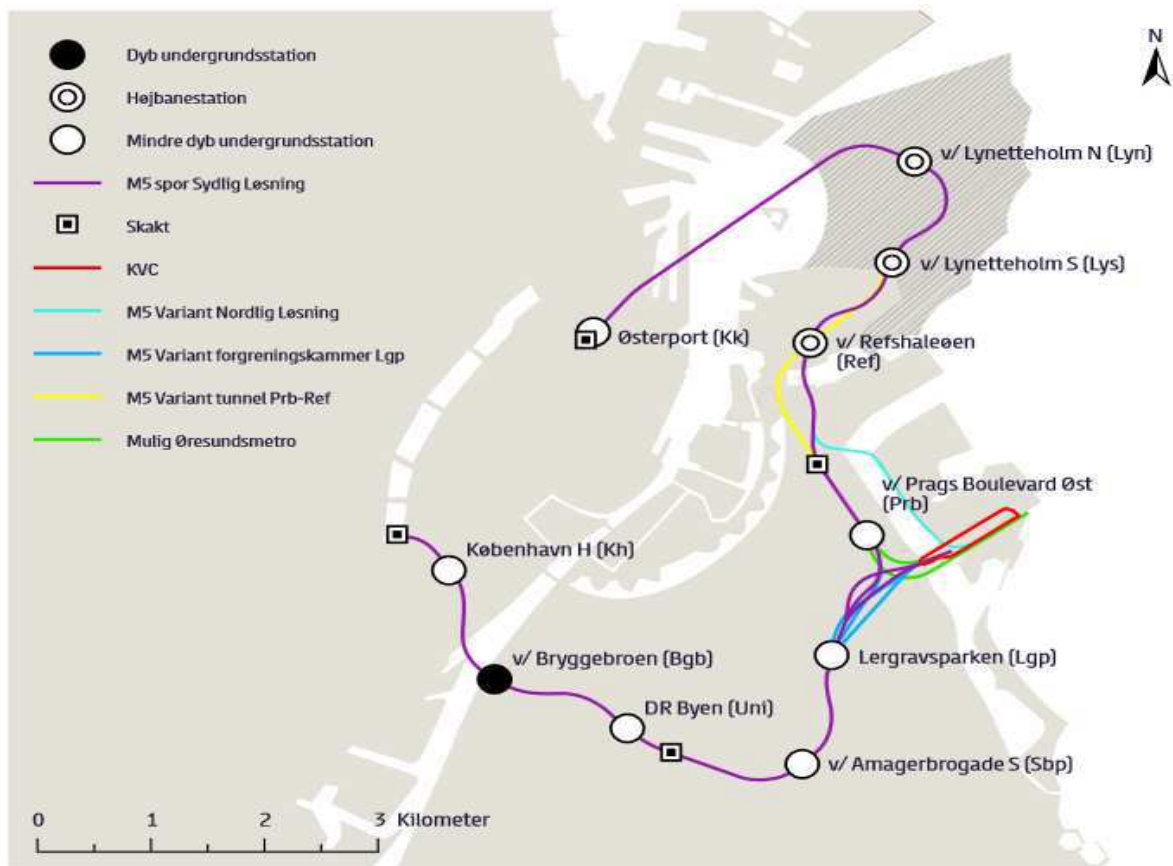 Dyb undergrundsstation
Højbanestation
Mindre dyb undergrundsstation
M5 spor Sydlig Løsning
Skakt
KVC
M5 Variant Nordlig Løsning
M5 Variant forgreningskammer Lgp
M5 Variant tunnel Prb-Ref
Mulig Øresundsmetro
N
v/ Lynetteholm N (Lyn)
v/ Lynetteholm S (Lys)
Østerport (Kk)
v/ Refshaleøen
(Ref)
v/ Prags Boulevard Øst
(Prb)
København H (Kh)
v/ Bryggebroen (Bgb)
Lergravsparken (Lgp)
DR Byen (Uni)
v/ Amagerbrogade S (Sbp)
0 1 2 3 Kilometer